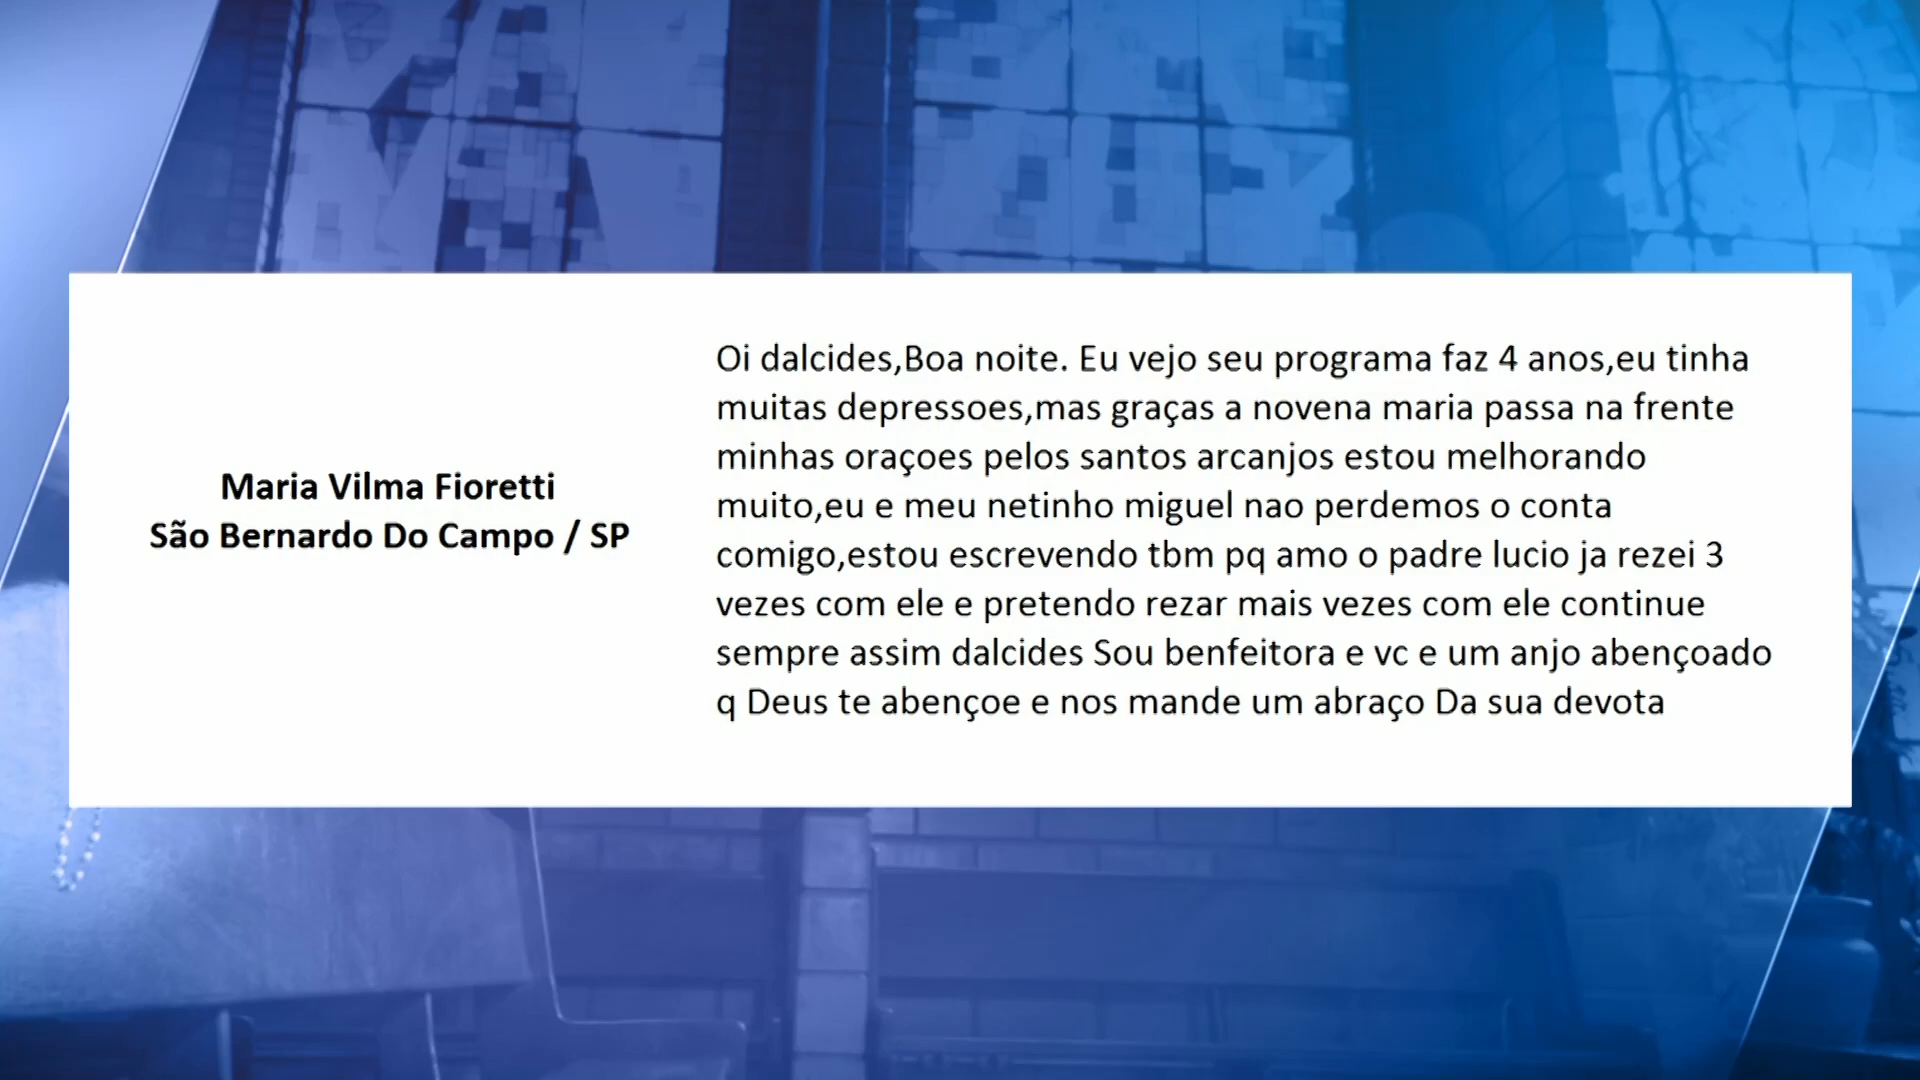 Maria Vilma Fioretti
São Bernardo Do Campo / SP
Oi dalcides,Boa noite. Eu vejo seu programa faz 4 anos,eu tinha
muitas depressoes,mas graças a novena maria passa na frente
minhas oraçoes pelos santos arcanjos estou melhorando
muito,eu e meu netinho miguel nao perdemos o conta
comigo,estou escrevendo tbm pq amo o padre lucio ja rezei 3
vezes com ele e pretendo rezar mais vezes com ele continue
sempre assim dalcides Sou benfeitora e vc e um anjo abençoado
q Deus te abençoe e nos mande um abraço Da sua devota